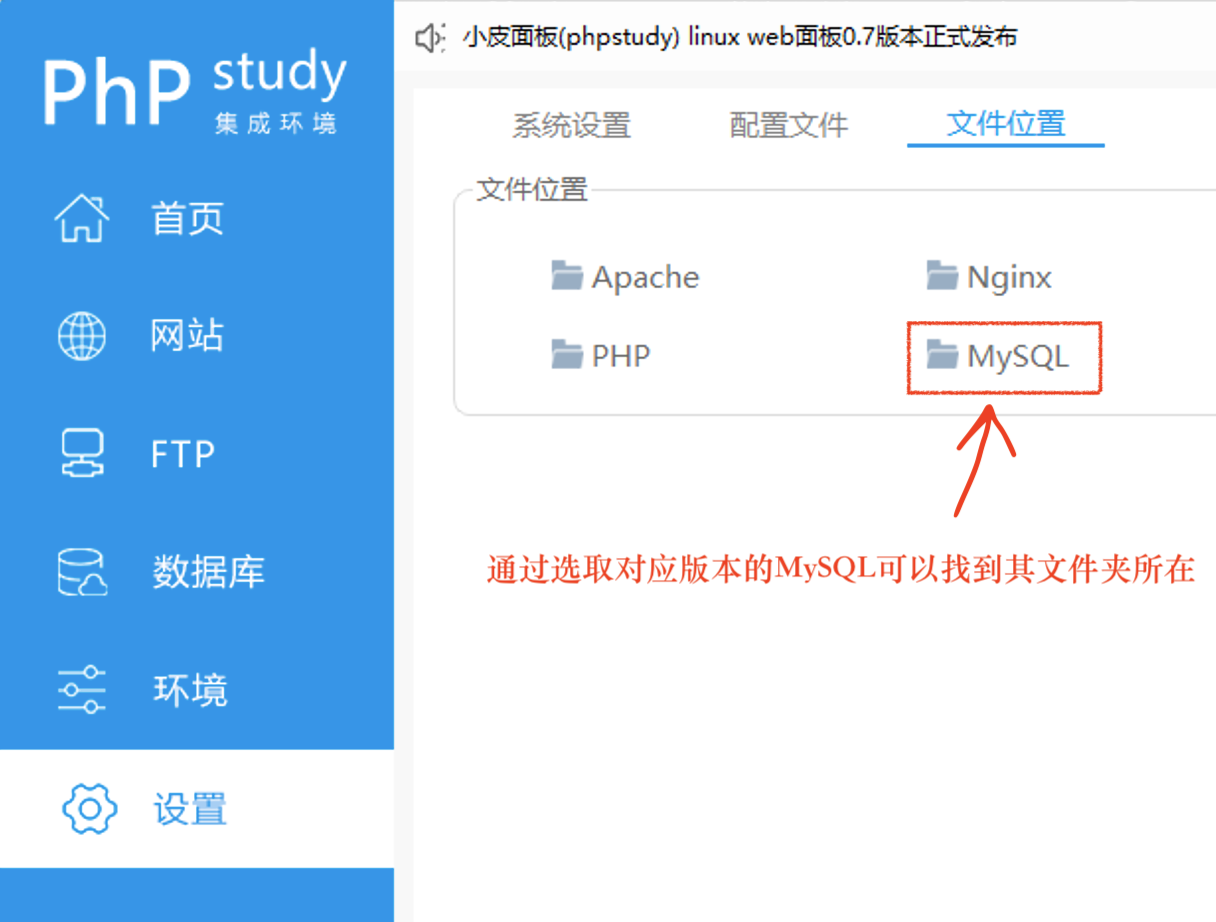 PhP study
集成环境
首页
网站
FTP
数据库
环境
设置
小皮面板(phpstudy) linux web面板0.7版本正式发布
系统设置 配置文件 文件位置
文件位置
Apache Nginx
PHP MySQL
通过选取对应版本的MySQL可以找到其文件夹所在